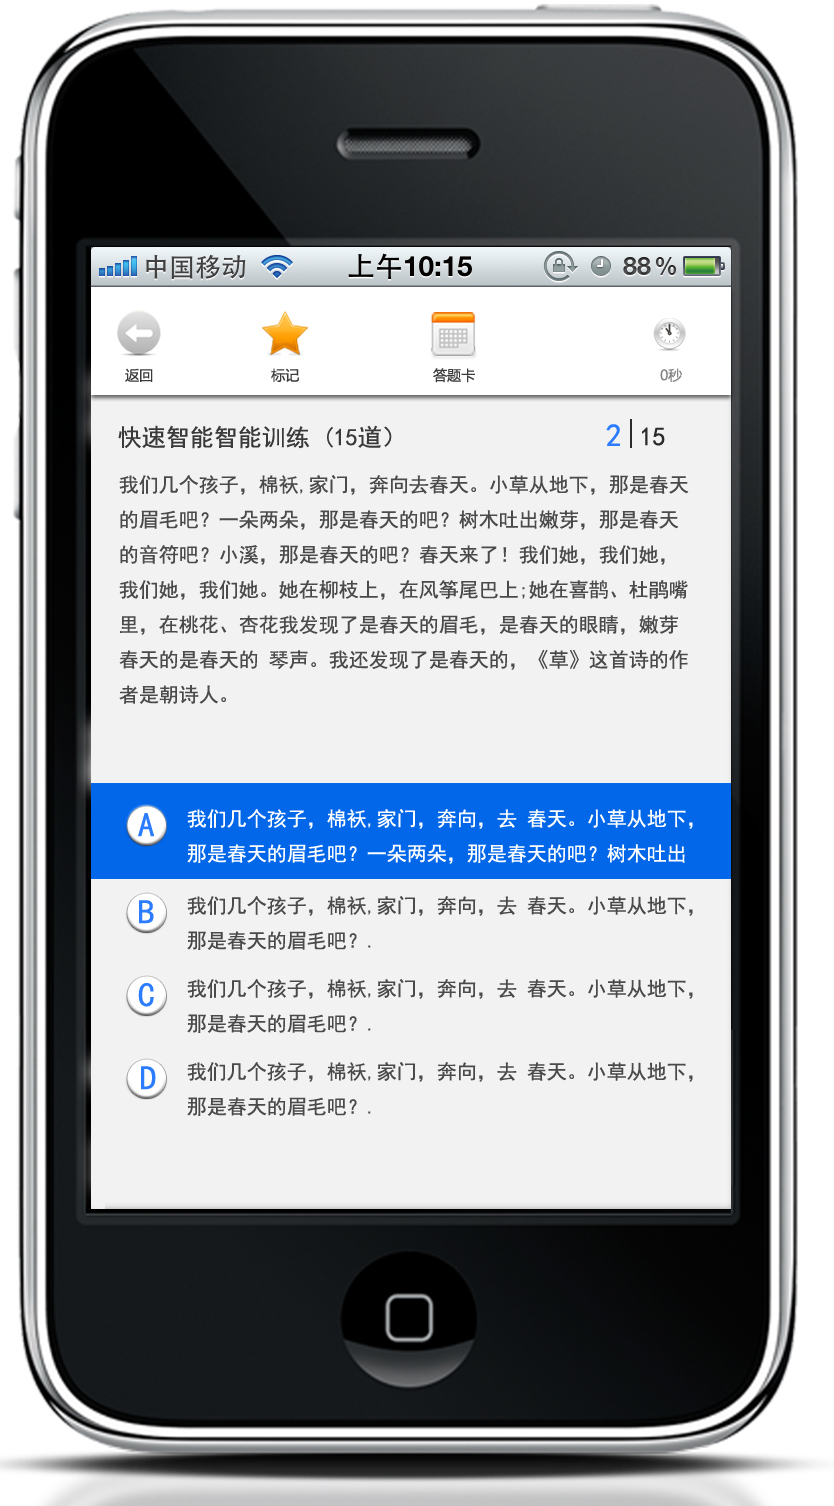 中国移动 上午10:15 88%
返回 标记 答题卡 0秒
快速智能智能训练（15道） 2 15
我们几个孩子，棉袄,家门，奔向去春天。小草从地下，那是春天
的眉毛吧？一朵两朵，那是春天的吧？树木吐出嫩芽，那是春天
的音符吧？小溪，那是春天的吧？春天来了！我们她，我们她，
我们她，我们她。她在柳枝上，在风筝尾巴上;她在喜鹊、杜鹃嘴
里，在桃花、杏花我发现了是春天的眉毛，是春天的眼睛，嫩芽
春天的是春天的 琴声。我还发现了是春天的，《草》这首诗的作
者是朝诗人。
A 我们几个孩子，棉袄,家门，奔向，去 春天。小草从地下，
那是春天的眉毛吧？一朵两朵，那是春天的吧？树木吐出
B 我们几个孩子，棉袄,家门，奔向，去 春天。小草从地下，
那是春天的眉毛吧？.
C 我们几个孩子，棉袄,家门，奔向，去 春天。小草从地下，
那是春天的眉毛吧？.
D 我们几个孩子，棉袄,家门，奔向，去 春天。小草从地下，
那是春天的眉毛吧？.